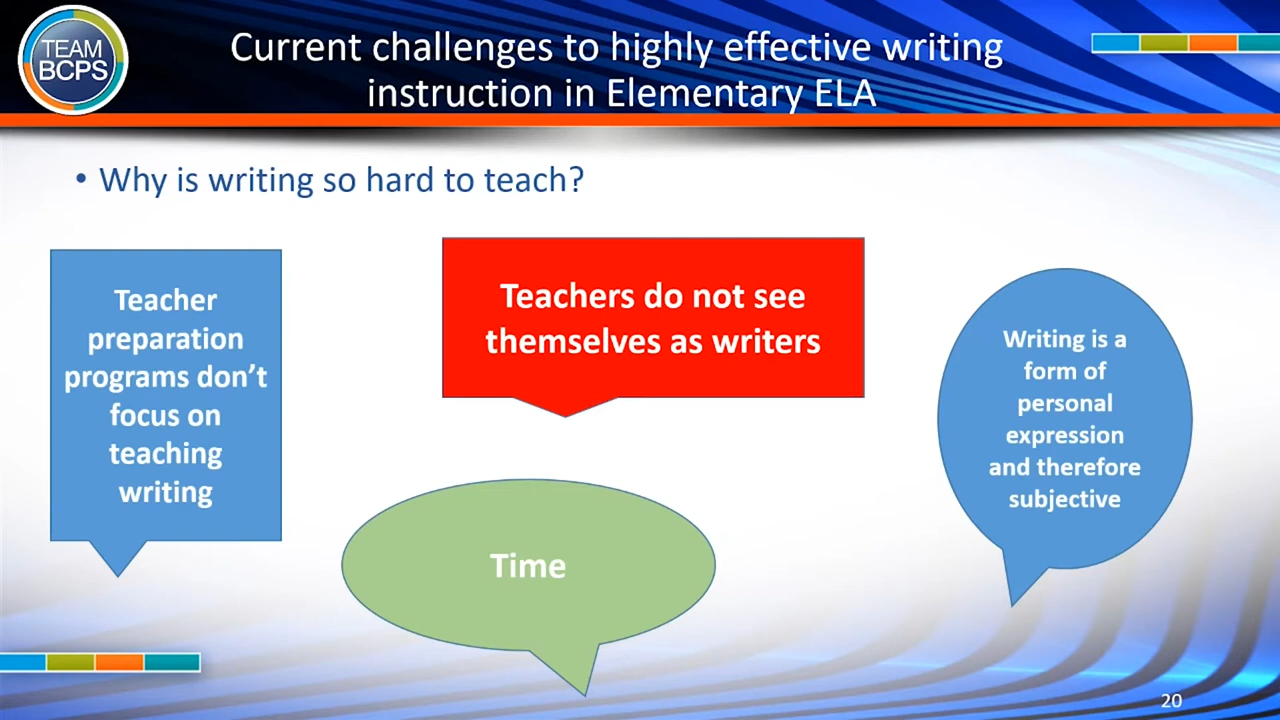 TEAM
BCPS
Current challenges to highly effective writing
instruction in Elementary ELA
• Why is writing so hard to teach?
Teacher
preparation
programs don’t
focus on
teaching
writing
Teachers do not see
themselves as writers
Time
Writing is a
form of
personal
expression
and therefore
subjective
20